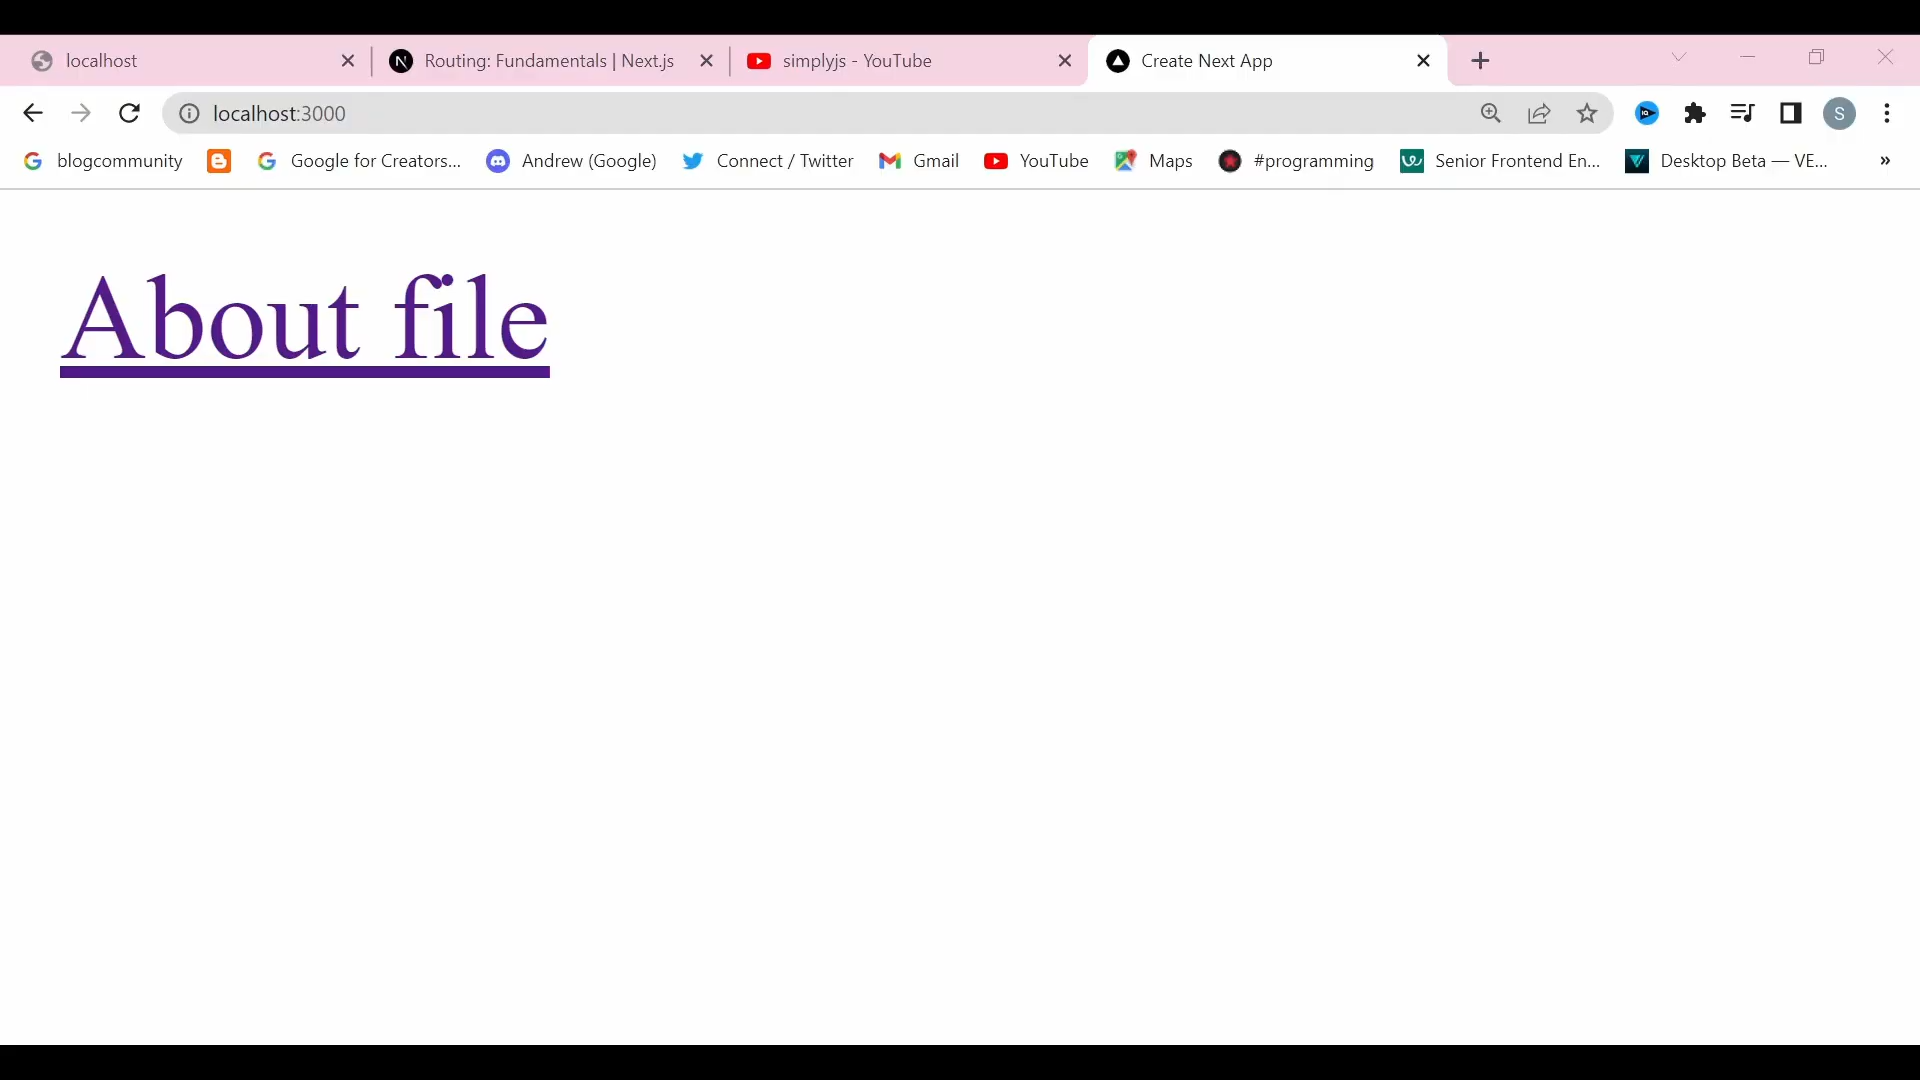 localhost Routing: Fundamentals | Next.js simplyjs - YouTube Create Next App
localhost:3000 S
blogcommunity Google for Creators... Andrew (Google) Connect / Twitter Gmail YouTube Maps #programming Senior Frontend En... Desktop Beta — VE... »
About file